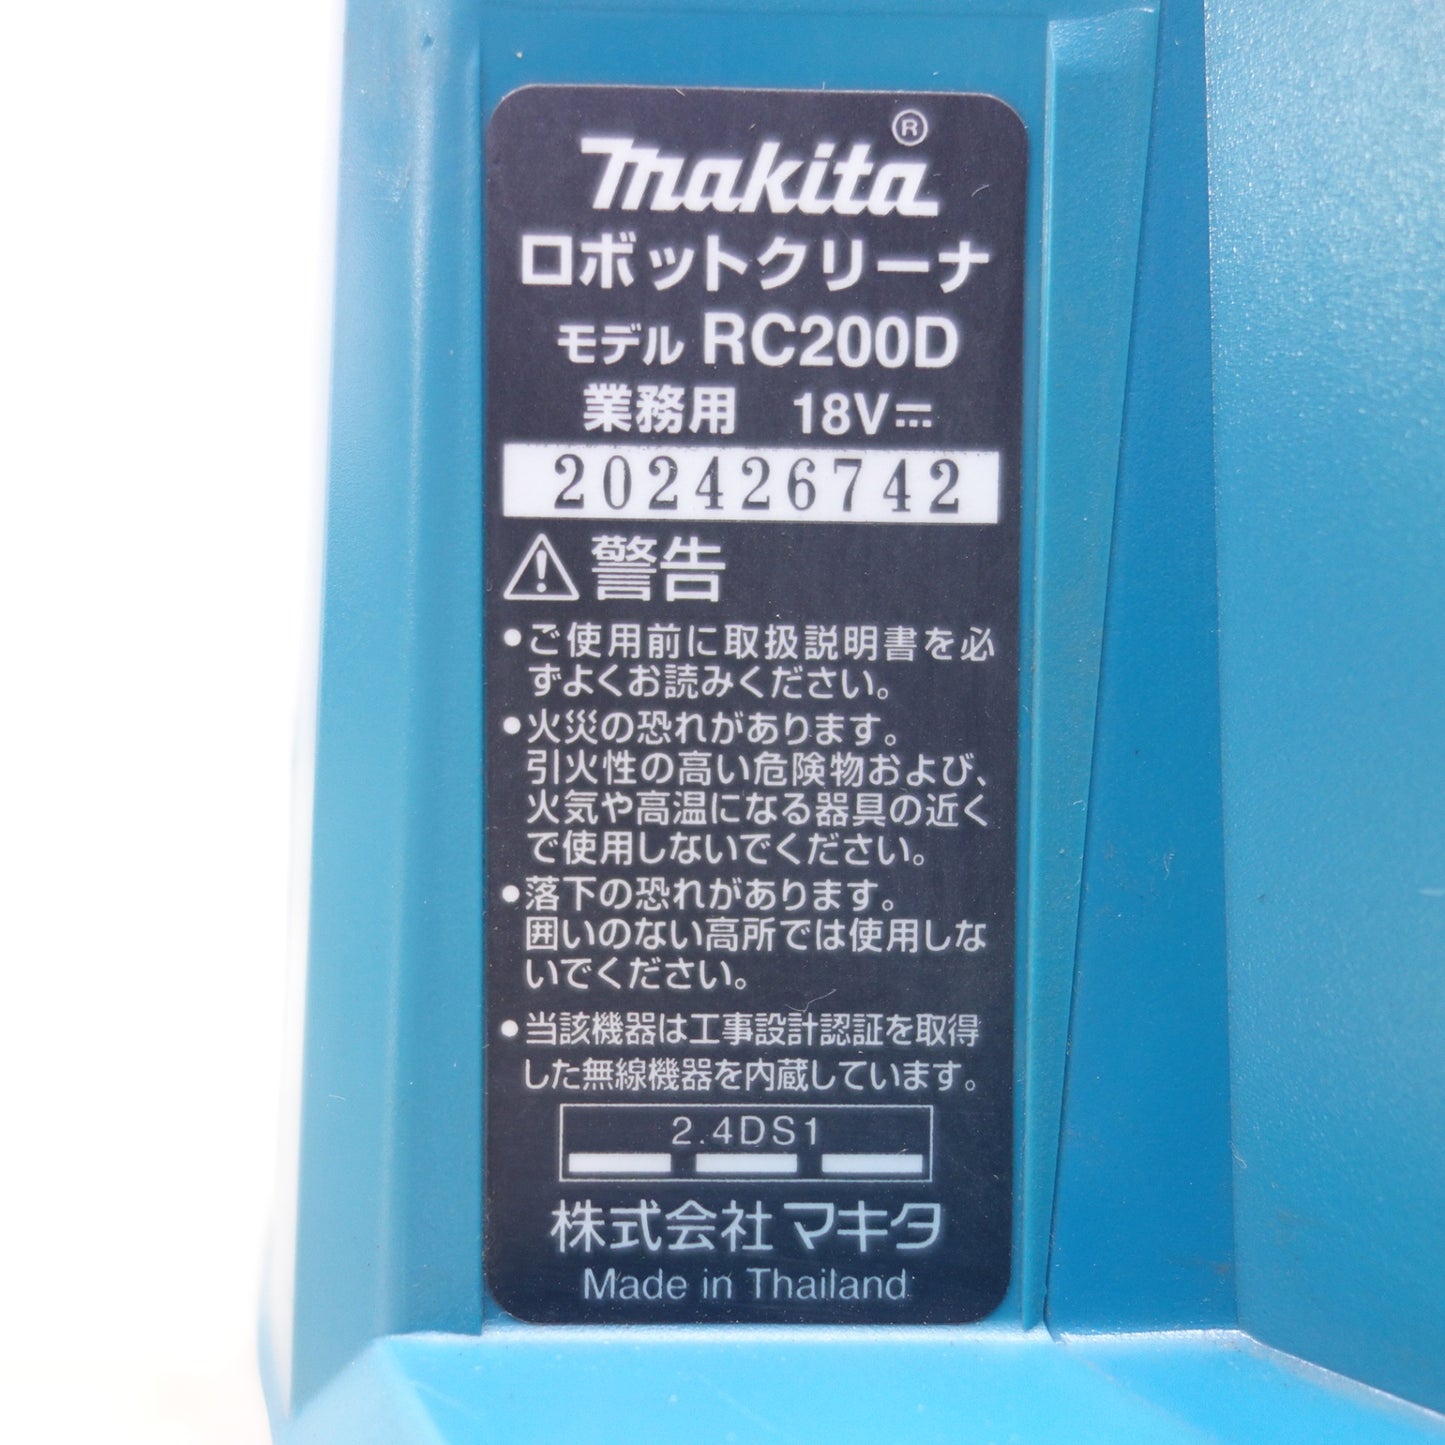 makita®
ロボットクリーナ
モデル RC200D
業務用 18V⎓
202426742
⚠警告
•ご使用前に取扱説明書を必
ずよくお読みください。
•火災の恐れがあります。
引火性の高い危険物および、
火気や高温になる器具の近く
で使用しないでください。
•落下の恐れがあります。
囲いのない高所では使用しな
いでください。
•当該機器は工事設計認証を取得
した無線機器を内蔵しています。
2.4DS1
株式会社マキタ
Made in Thailand